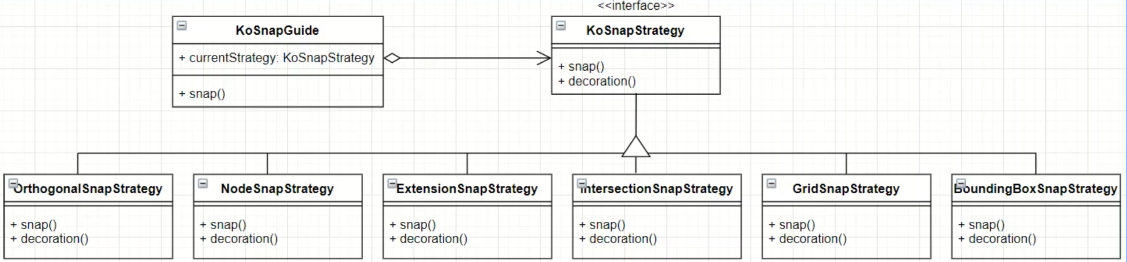 <<interface>>
KoSnapGuide
+ currentStrategy: KoSnapStrategy
+ snap()
KoSnapStrategy
+ snap()
+ decoration()
OrthogonalSnapStrategy
+ snap()
+ decoration()
NodeSnapStrategy
+ snap()
+ decoration()
ExtensionSnapStrategy
+ snap()
+ decoration()
IntersectionSnapStrategy
+ snap()
+ decoration()
GridSnapStrategy
+ snap()
+ decoration()
BoundingBoxSnapStrategy
+ snap()
+ decoration()